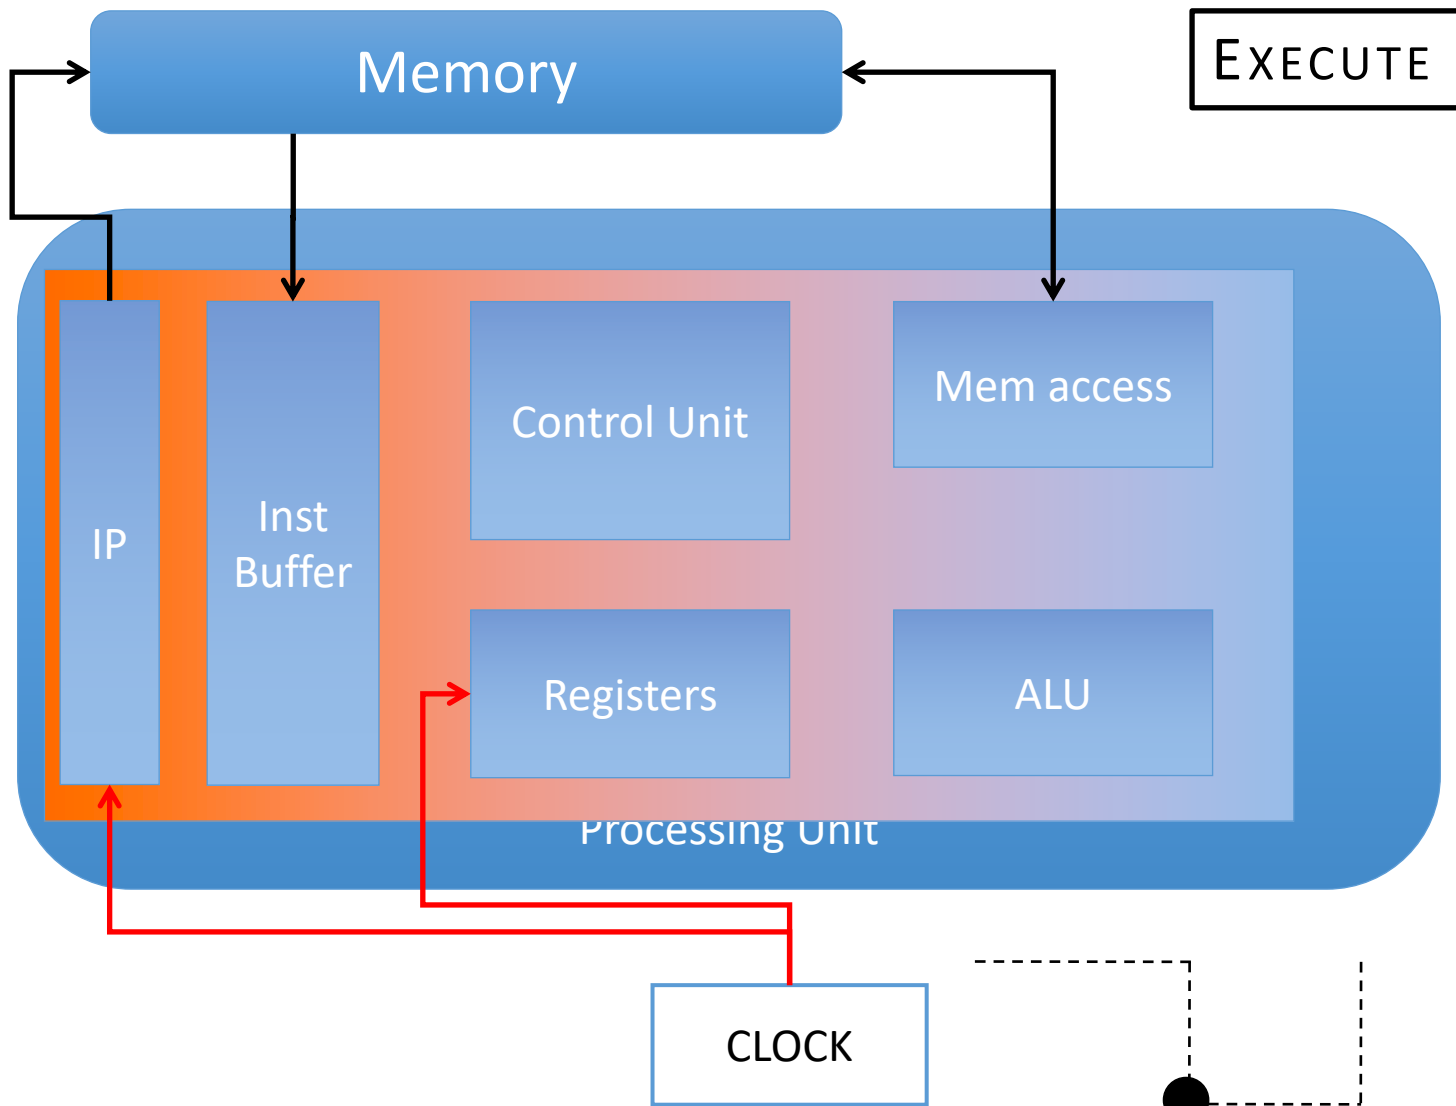 Memory
EXECUTE
Control Unit
Mem access
IP
Inst
Buffer
Registers
ALU
Processing Unit
CLOCK